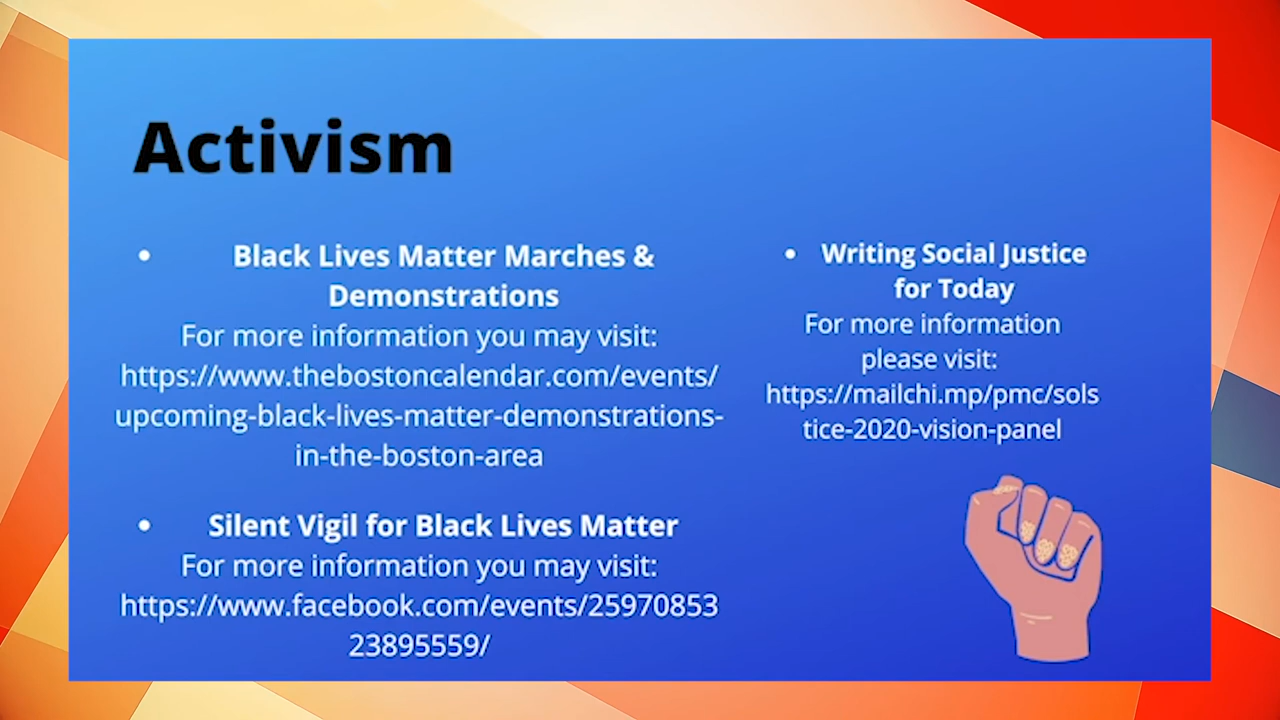 Activism
• Black Lives Matter Marches &
Demonstrations
For more information you may visit:
https://www.thebostoncalendar.com/events/
upcoming-black-lives-matter-demonstrations-
in-the-boston-area
• Silent Vigil for Black Lives Matter
For more information you may visit:
https://www.facebook.com/events/25970853
23895559/
• Writing Social Justice
for Today
For more information
please visit:
https://mailchi.mp/pmc/sols
tice-2020-vision-panel